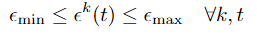 ϵ_min ≤ ϵ^k(t) ≤ ϵ_max ∀k, t